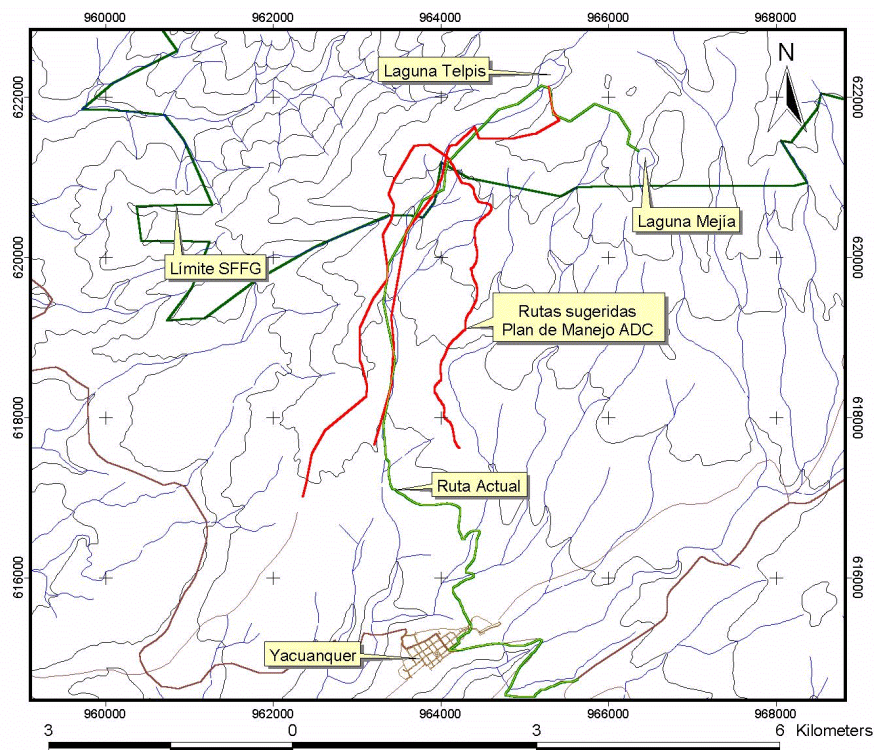 960000 962000 964000 966000 968000
N
Laguna Telpis
622000 622000
Laguna Mejía
Límite SFFG
620000 620000
Rutas sugeridas
Plan de Manejo ADC
618000 618000
Ruta Actual
616000 616000
Yacuanquer
960000 962000 964000 966000 968000
3 0 3 6 Kilometers